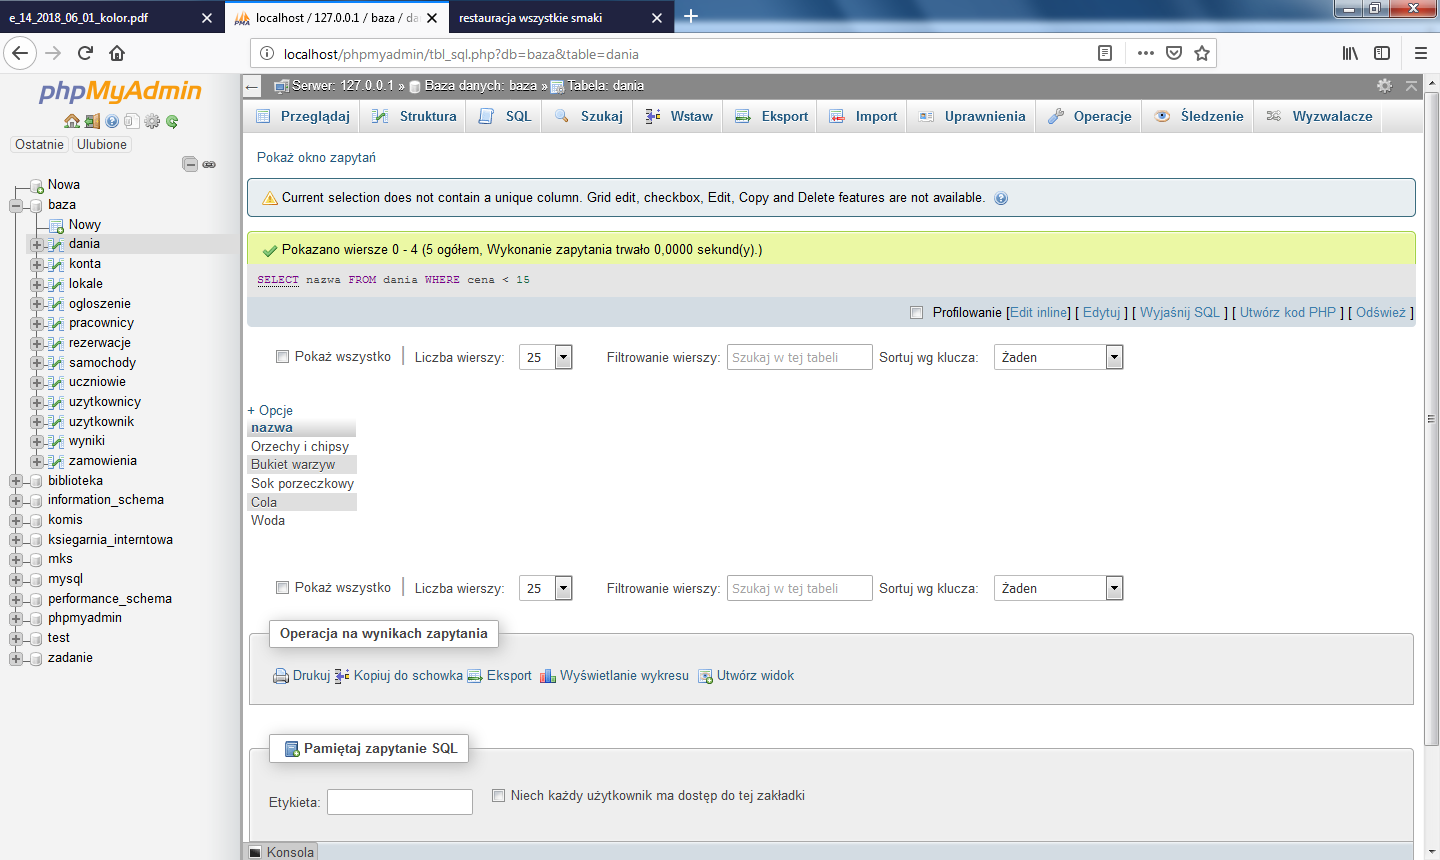 e_14_2018_06_01_kolor.pdf
localhost / 127.0.0.1 / baza / da
restauracja wszystkie smaki
localhost/phpmyadmin/tbl_sql.php?db=baza&table=dania
phpMyAdmin
Ostatnie Ulubione
Nowa
baza
Nowy
dania
konta
lokale
ogloszenie
pracownicy
rezerwacje
samochody
uczniowie
uzytkownicy
uzytkownik
wyniki
zamowienia
biblioteka
information_schema
komis
ksiegarnia_interntowa
mks
mysql
performance_schema
phpmyadmin
test
zadanie
Serwer: 127.0.0.1 » Baza danych: baza » Tabela: dania
Przeglądaj Struktura SQL Szukaj Wstaw Eksport Import Uprawnienia Operacje Śledzenie Wyzwalacze
Pokaż okno zapytań
Current selection does not contain a unique column. Grid edit, checkbox, Edit, Copy and Delete features are not available.
Pokazano wiersze 0 - 4 (5 ogółem, Wykonanie zapytania trwało 0,0000 sekund(y).)
SELECT nazwa FROM dania WHERE cena < 15
Profilowanie [Edit inline] [ Edytuj ] [ Wyjaśnij SQL ] [ Utwórz kod PHP ] [ Odśwież ]
Pokaż wszystko Liczba wierszy: 25 Filtrowanie wierszy: Szukaj w tej tabeli Sortuj wg klucza: Żaden
+ Opcje
nazwa
Orzechy i chipsy
Bukiet warzyw
Sok porzeczkowy
Cola
Woda
Pokaż wszystko Liczba wierszy: 25 Filtrowanie wierszy: Szukaj w tej tabeli Sortuj wg klucza: Żaden
Operacja na wynikach zapytania
Drukuj Kopiuj do schowka Eksport Wyświetlanie wykresu Utwórz widok
Pamiętaj zapytanie SQL
Etykieta: Niech każdy użytkownik ma dostęp do tej zakładki
Konsola